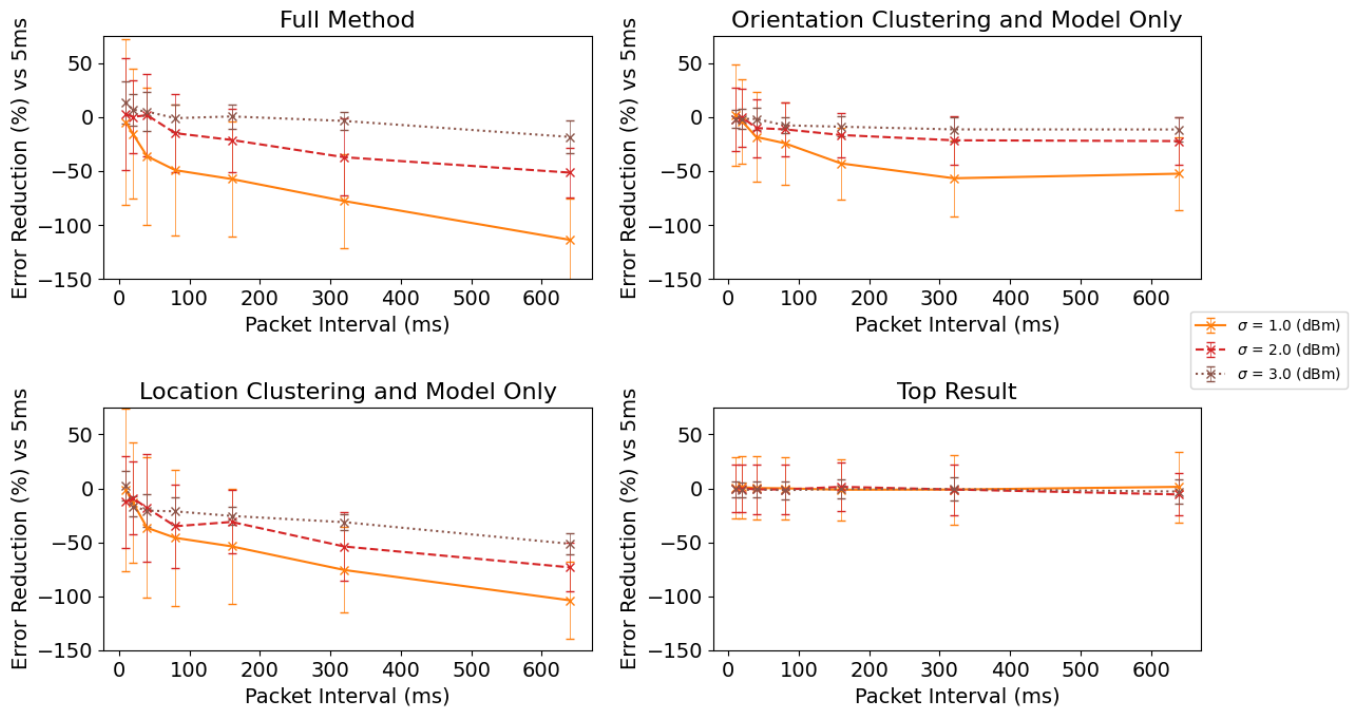 Full Method
Error Reduction (%) vs 5ms
50
0
−50
−100
−150
0 100 200 300 400 500 600
Packet Interval (ms)
Orientation Clustering and Model Only
Error Reduction (%) vs 5ms
50
0
−50
−100
−150
0 100 200 300 400 500 600
Packet Interval (ms)
σ = 1.0 (dBm)
σ = 2.0 (dBm)
σ = 3.0 (dBm)
Location Clustering and Model Only
Error Reduction (%) vs 5ms
50
0
−50
−100
−150
0 100 200 300 400 500 600
Packet Interval (ms)
Top Result
Error Reduction (%) vs 5ms
50
0
−50
−100
−150
0 100 200 300 400 500 600
Packet Interval (ms)